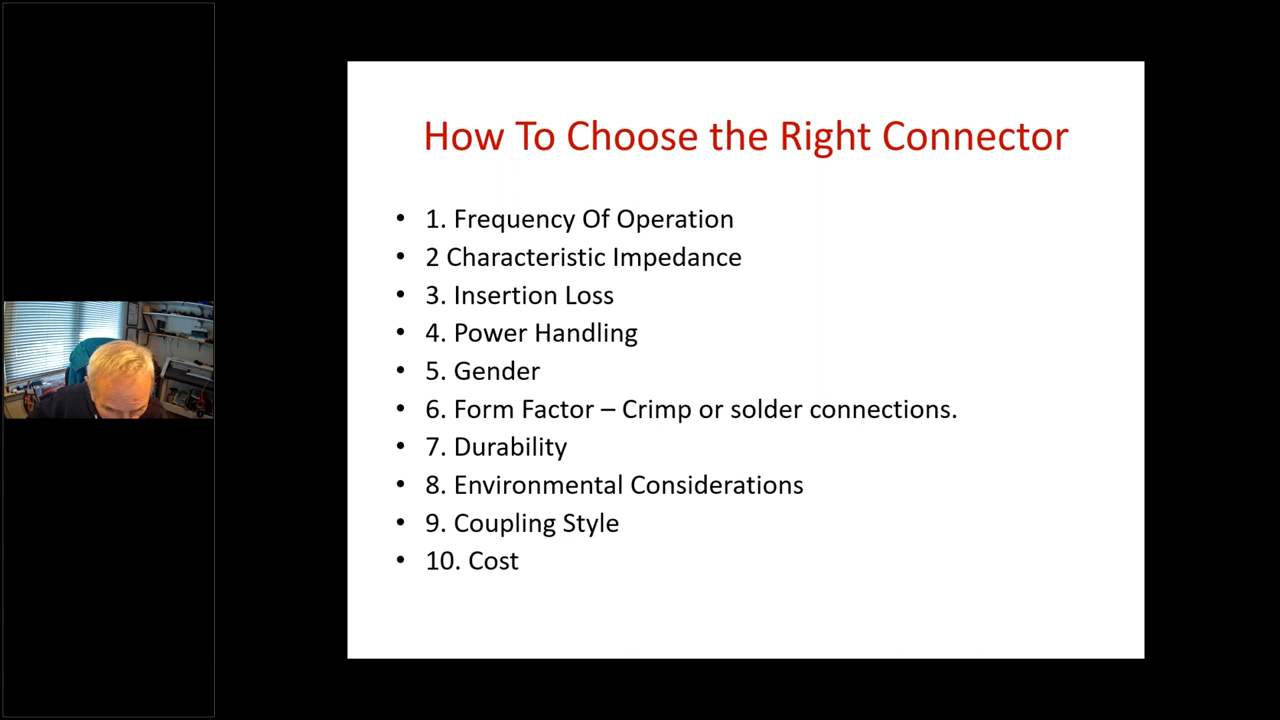 How To Choose the Right Connector
• 1. Frequency Of Operation
• 2 Characteristic Impedance
• 3. Insertion Loss
• 4. Power Handling
• 5. Gender
• 6. Form Factor – Crimp or solder connections.
• 7. Durability
• 8. Environmental Considerations
• 9. Coupling Style
• 10. Cost